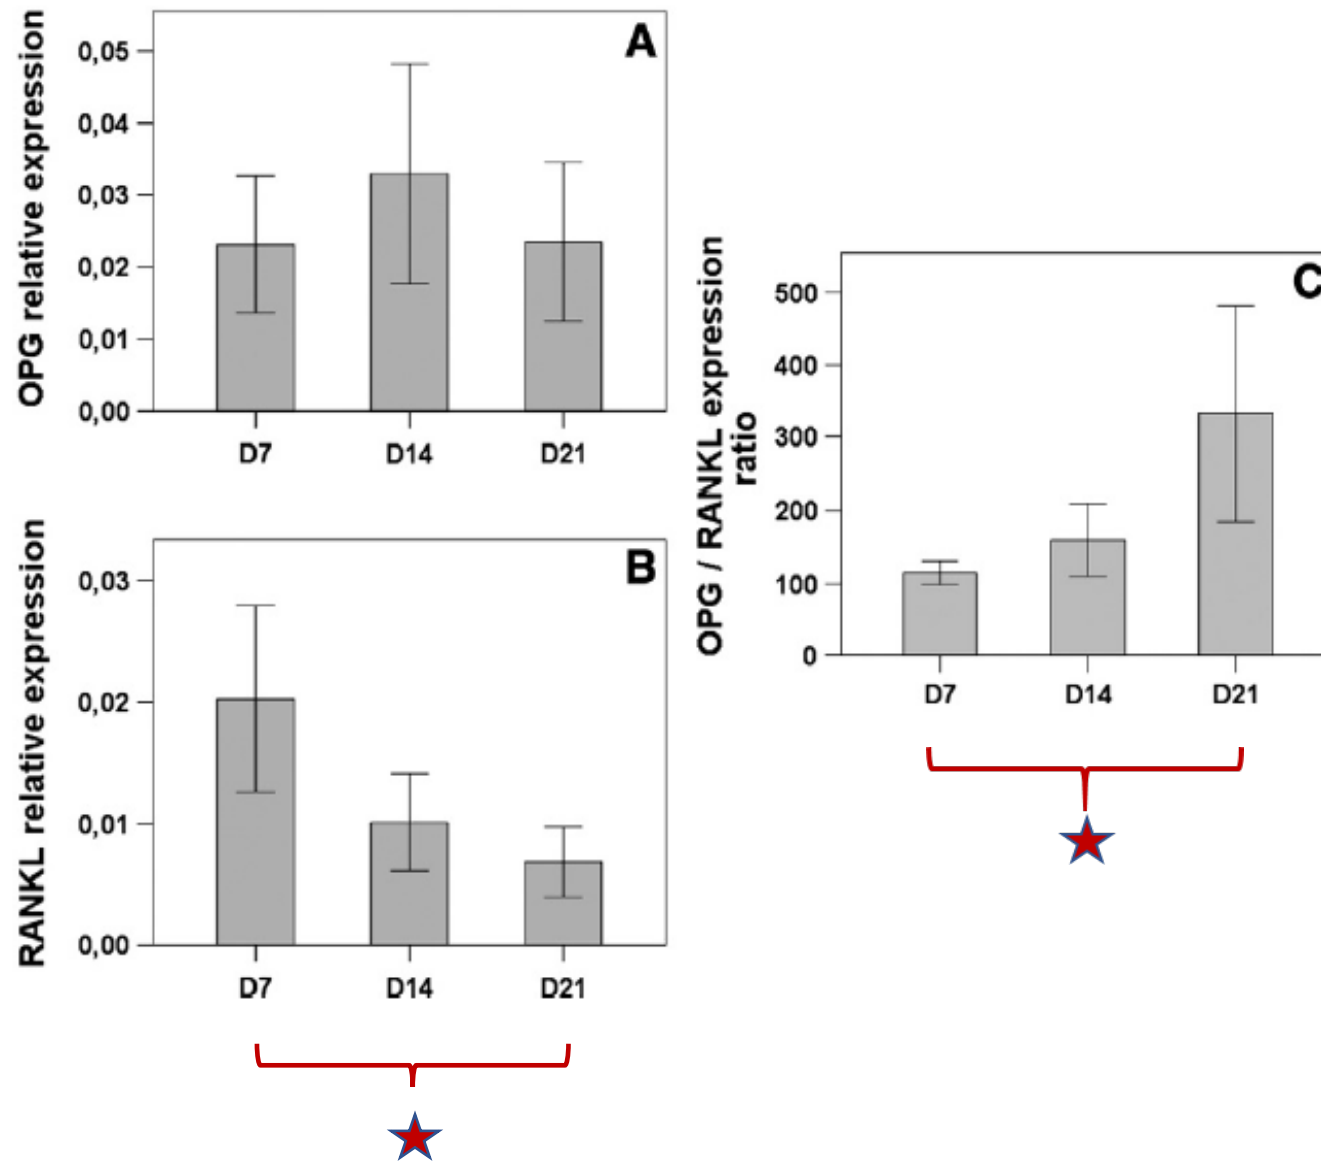 A
OPG relative expression
0,05
0,04
0,03
0,02
0,01
0,00
D7 D14 D21
B
RANKL relative expression
0,03
0,02
0,01
0,00
D7 D14 D21
C
OPG / RANKL expression
ratio
500
400
300
200
100
0
D7 D14 D21